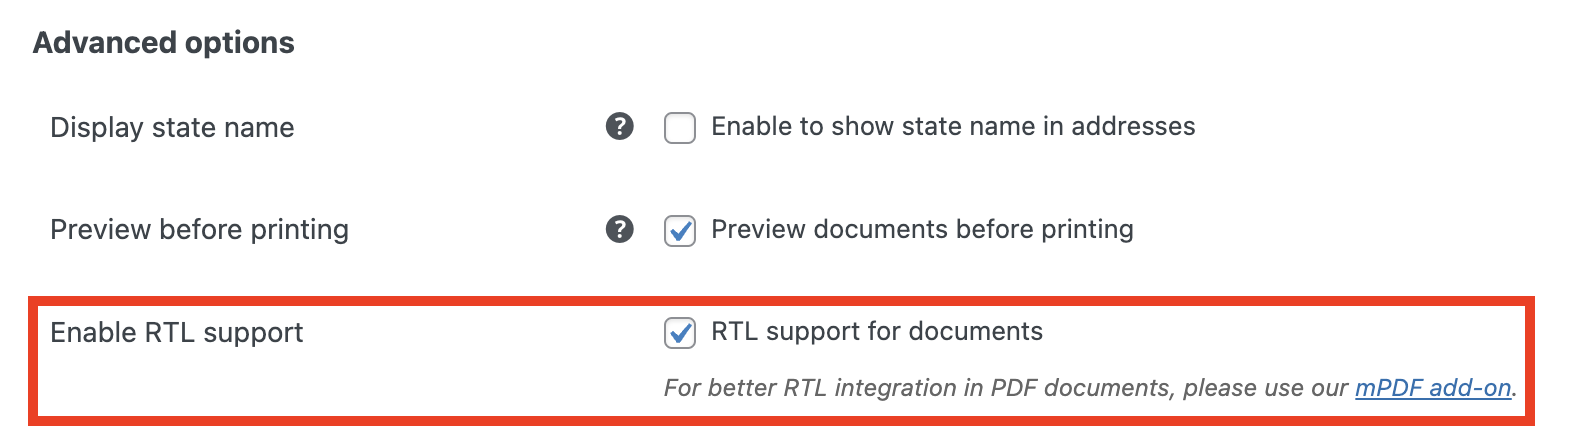 Advanced options
Display state name ? Enable to show state name in addresses
Preview before printing ? Preview documents before printing
Enable RTL support RTL support for documents
For better RTL integration in PDF documents, please use our mPDF add-on.